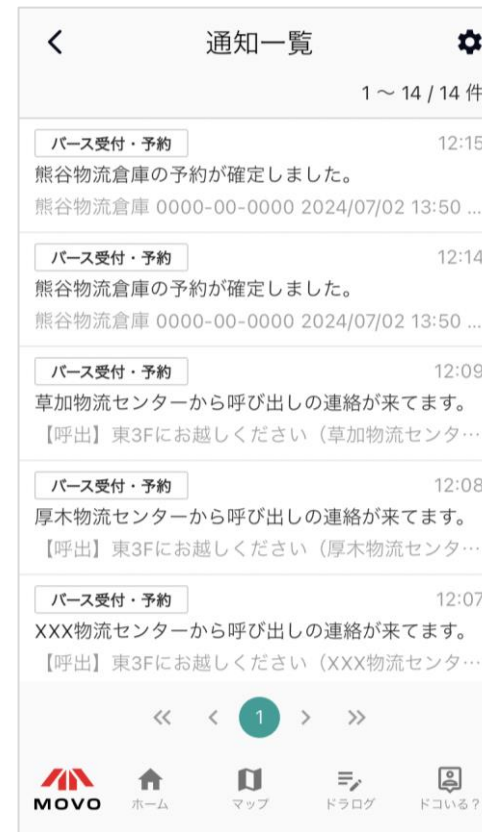 通知一覧
1 ~ 14 / 14 件
バース受付・予約 12:15
熊谷物流倉庫の予約が確定しました。
熊谷物流倉庫 0000-00-0000 2024/07/02 13:50 ...
バース受付・予約 12:14
熊谷物流倉庫の予約が確定しました。
熊谷物流倉庫 0000-00-0000 2024/07/02 13:50 ...
バース受付・予約 12:09
草加物流センターから呼び出しの連絡が来てます。
【呼出】東3Fにお越しください（草加物流センタ…
バース受付・予約 12:08
厚木物流センターから呼び出しの連絡が来てます。
【呼出】東3Fにお越しください（厚木物流センタ…
バース受付・予約 12:07
XXX物流センターから呼び出しの連絡が来てます。
【呼出】東3Fにお越しください（XXX物流センタ…
« < 1 > »
MOVO ホーム マップ ドラログ ドコいる？